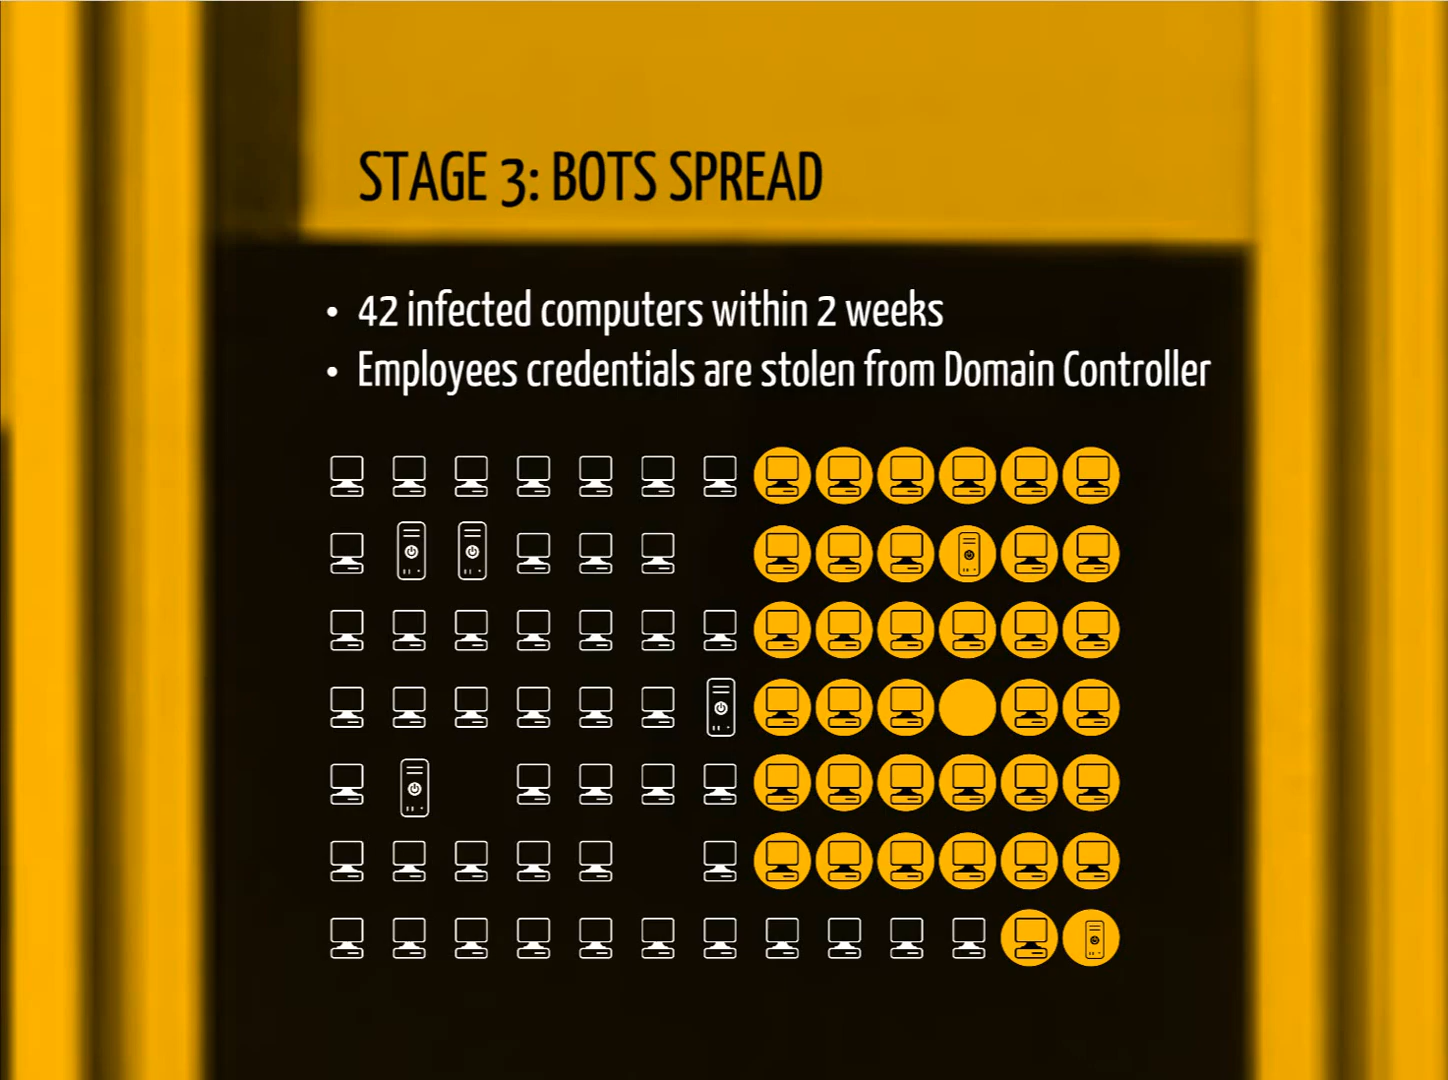 STAGE 3: BOTS SPREAD
• 42 infected computers within 2 weeks
• Employees credentials are stolen from Domain Controller